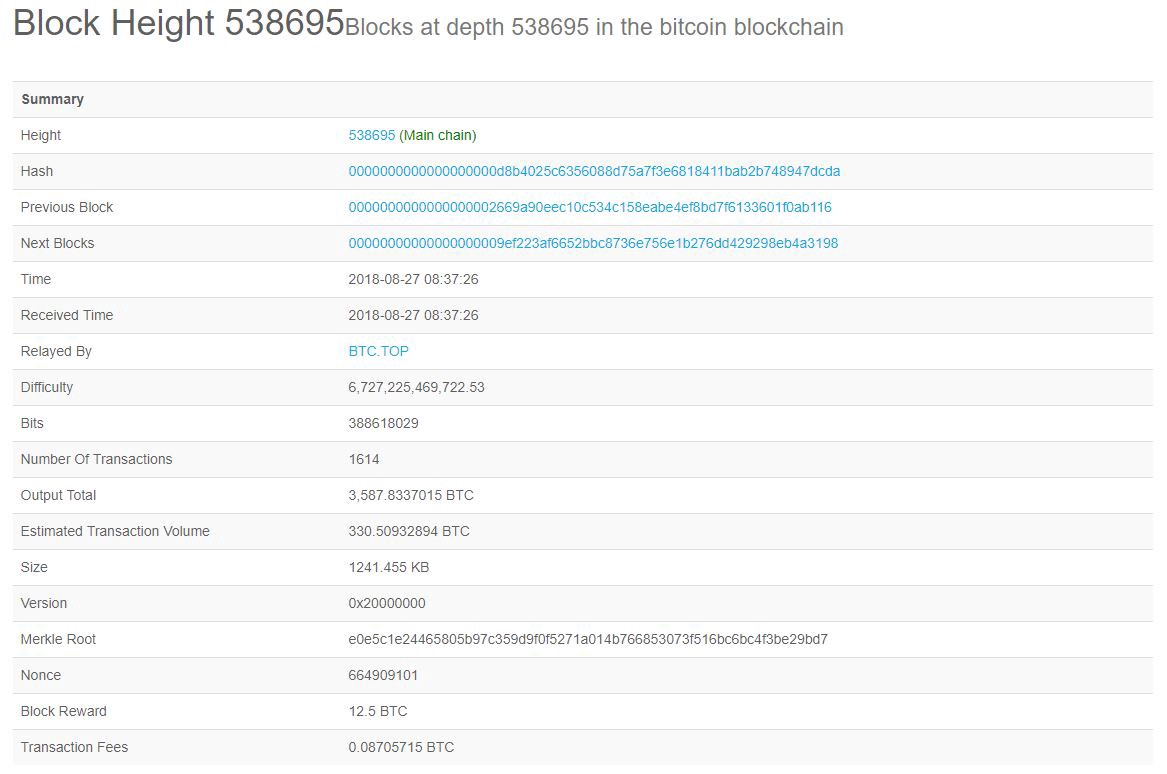 Block Height 538695 Blocks at depth 538695 in the bitcoin blockchain
Summary
Height 538695 (Main chain)
Hash 0000000000000000000d8b4025c6356088d75a7f3e6818411bab2b748947dcda
Previous Block 0000000000000000002669a90eec10c534c158eabe4ef8bd7f6133601f0ab116
Next Blocks 00000000000000000009ef223af6652bbc8736e756e1b276dd429298eb4a3198
Time 2018-08-27 08:37:26
Received Time 2018-08-27 08:37:26
Relayed By BTC.TOP
Difficulty 6,727,225,469,722.53
Bits 388618029
Number Of Transactions 1614
Output Total 3,587.8337015 BTC
Estimated Transaction Volume 330.50932894 BTC
Size 1241.455 KB
Version 0x20000000
Merkle Root e0e5c1e24465805b97c359d9f0f5271a014b766853073f516bc6bc4f3be29bd7
Nonce 664909101
Block Reward 12.5 BTC
Transaction Fees 0.08705715 BTC